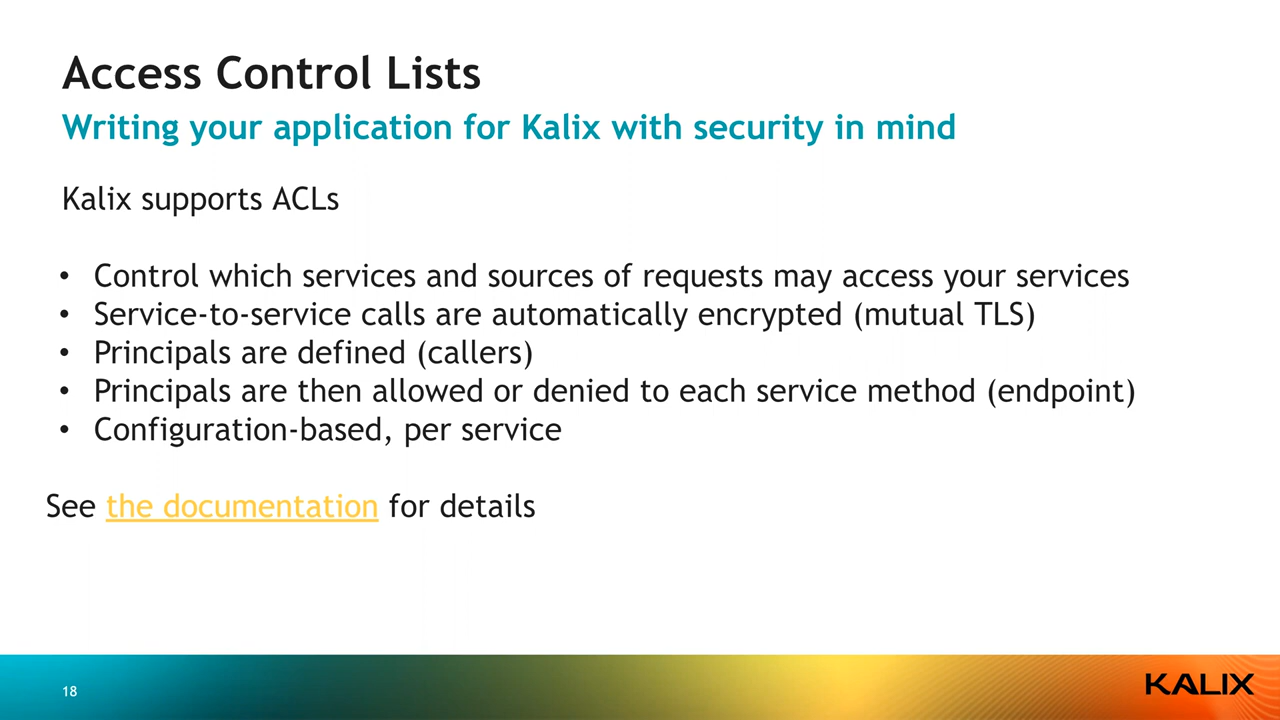 Access Control Lists
Writing your application for Kalix with security in mind
Kalix supports ACLs
• Control which services and sources of requests may access your services
• Service-to-service calls are automatically encrypted (mutual TLS)
• Principals are defined (callers)
• Principals are then allowed or denied to each service method (endpoint)
• Configuration-based, per service
See the documentation for details
18
KALIX